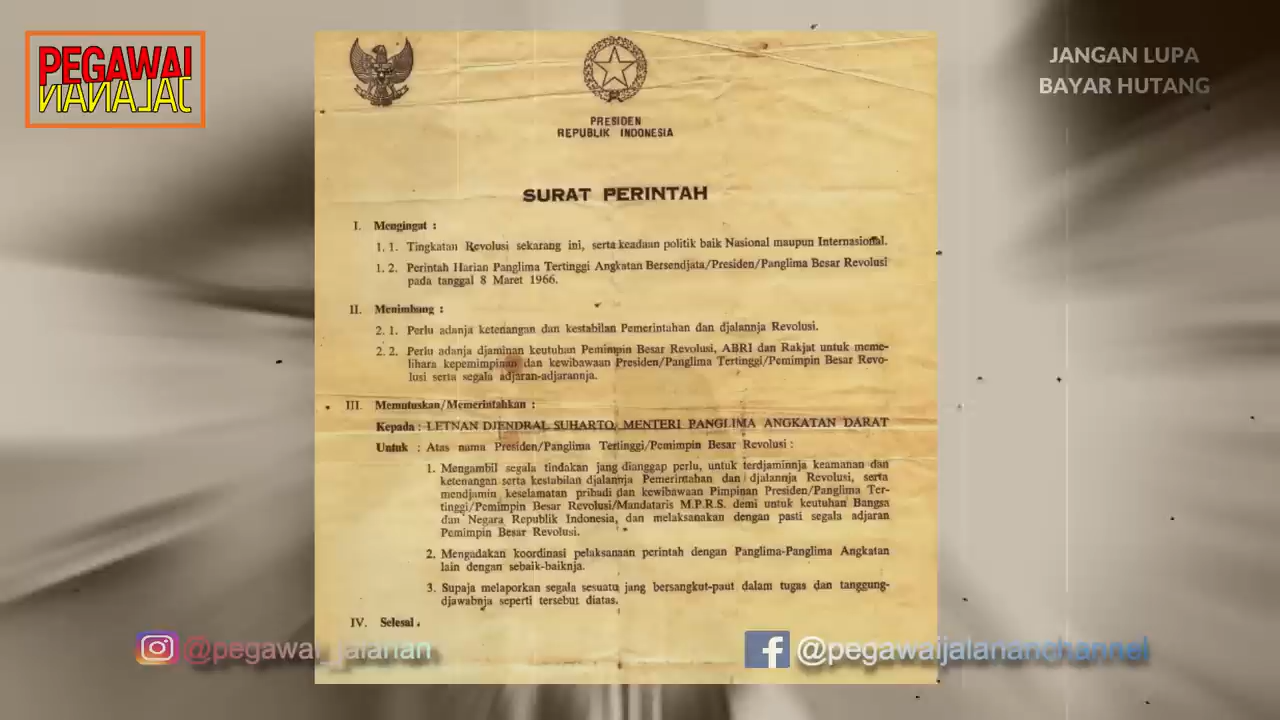 PEGAWAI
JALANAN
JANGAN LUPA
BAYAR HUTANG
PRESIDEN
REPUBLIK INDONESIA
SURAT PERINTAH
I. Mengingat :
1. 1. Tingkatan Revolusi sekarang ini, serta keadaan politik baik Nasional maupun Internasional.
1. 2. Perintah Harian Panglima Tertinggi Angkatan Bersendjata/Presiden/Panglima Besar Revolusi
pada tanggal 8 Maret 1966.
II. Menimbang :
2. 1. Perlu adanja ketenangan dan kestabilan Pemerintahan dan djalannja Revolusi.
2. 2. Perlu adanja djaminan keutuhan Pemimpin Besar Revolusi, ABRI dan Rakjat untuk meme-
lihara kepemimpinan dan kewibawaan Presiden/Panglima Tertinggi/Pemimpin Besar Revo-
lusi serta segala adjaran-adjarannja.
III. Memutuskan/Memerintahkan :
Kepada : LETNAN DJENDRAL SUHARTO, MENTERI PANGLIMA ANGKATAN DARAT
Untuk : Atas nama Presiden/Panglima Tertinggi/Pemimpin Besar Revolusi :
1. Mengambil segala tindakan jang dianggap perlu, untuk terdjaminnja keamanan dan
ketenangan serta kestabilan djalannja Pemerintahan dan djalannja Revolusi, serta
mendjamin keselamatan pribadi dan kewibawaan Pimpinan Presiden/Panglima Ter-
tinggi/Pemimpin Besar Revolusi/Mandataris M.P.R.S. demi untuk keutuhan Bangsa
dan Negara Republik Indonesia, dan melaksanakan dengan pasti segala adjaran
Pemimpin Besar Revolusi.
2. Mengadakan koordinasi pelaksanaan perintah dengan Panglima-Panglima Angkatan
lain dengan sebaik-baiknja.
3. Supaja melaporkan segala sesuatu jang bersangkut-paut dalam tugas dan tanggung-
djawabnja seperti tersebut diatas.
IV. Selesai.
@pegawai_jalanan
@pegawaijalananchannel